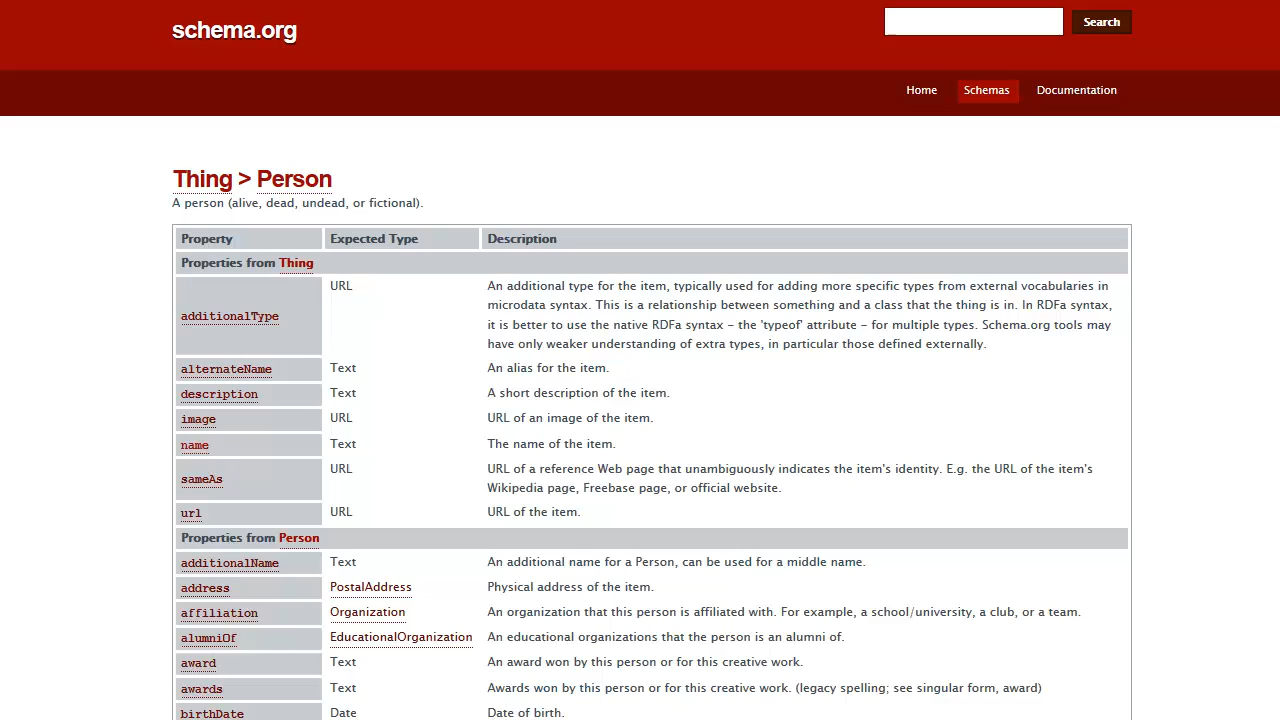 schema.org
Search
Home Schemas Documentation
Thing > Person
A person (alive, dead, undead, or fictional).
Property Expected Type Description
Properties from Thing
additionalType URL An additional type for the item, typically used for adding more specific types from external vocabularies in
microdata syntax. This is a relationship between something and a class that the thing is in. In RDFa syntax,
it is better to use the native RDFa syntax - the 'typeof' attribute - for multiple types. Schema.org tools may
have only weaker understanding of extra types, in particular those defined externally.
alternateName Text An alias for the item.
description Text A short description of the item.
image URL URL of an image of the item.
name Text The name of the item.
sameAs URL URL of a reference Web page that unambiguously indicates the item's identity. E.g. the URL of the item's
Wikipedia page, Freebase page, or official website.
url URL URL of the item.
Properties from Person
additionalName Text An additional name for a Person, can be used for a middle name.
address PostalAddress Physical address of the item.
affiliation Organization An organization that this person is affiliated with. For example, a school/university, a club, or a team.
alumniOf EducationalOrganization An educational organizations that the person is an alumni of.
award Text An award won by this person or for this creative work.
awards Text Awards won by this person or for this creative work. (legacy spelling; see singular form, award)
birthDate Date Date of birth.